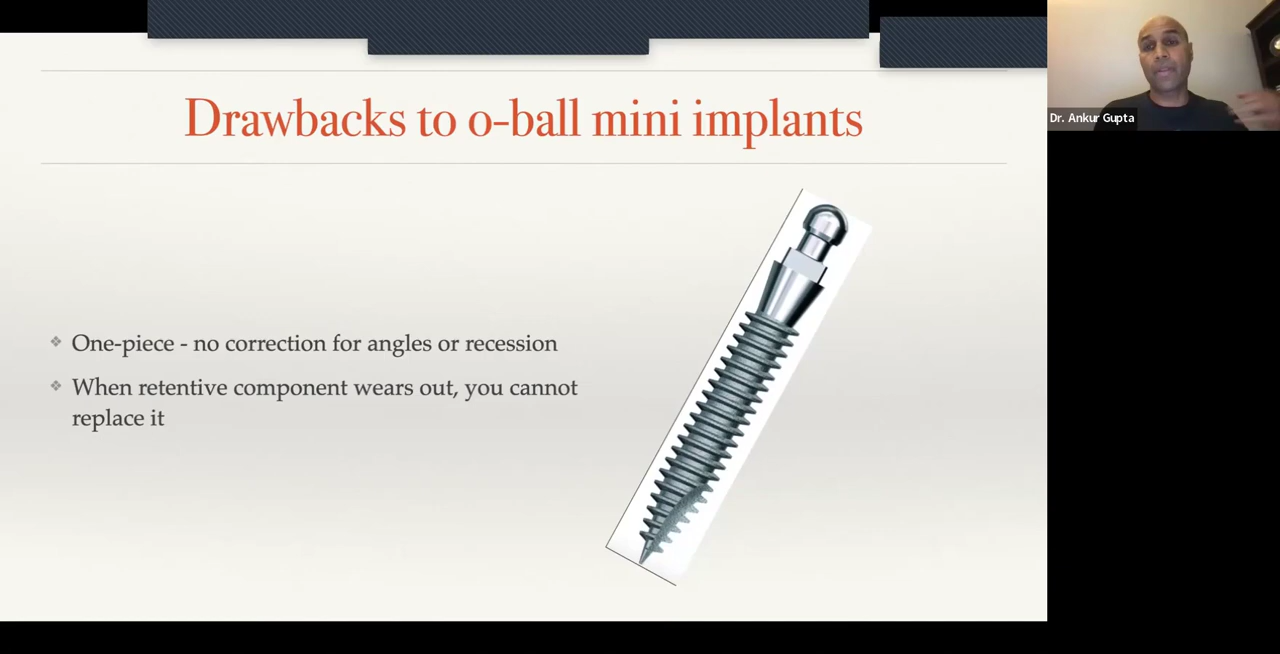 Drawbacks to o-ball mini implants
One-piece - no correction for angles or recession
When retentive component wears out, you cannot
replace it
Dr. Ankur Gupta